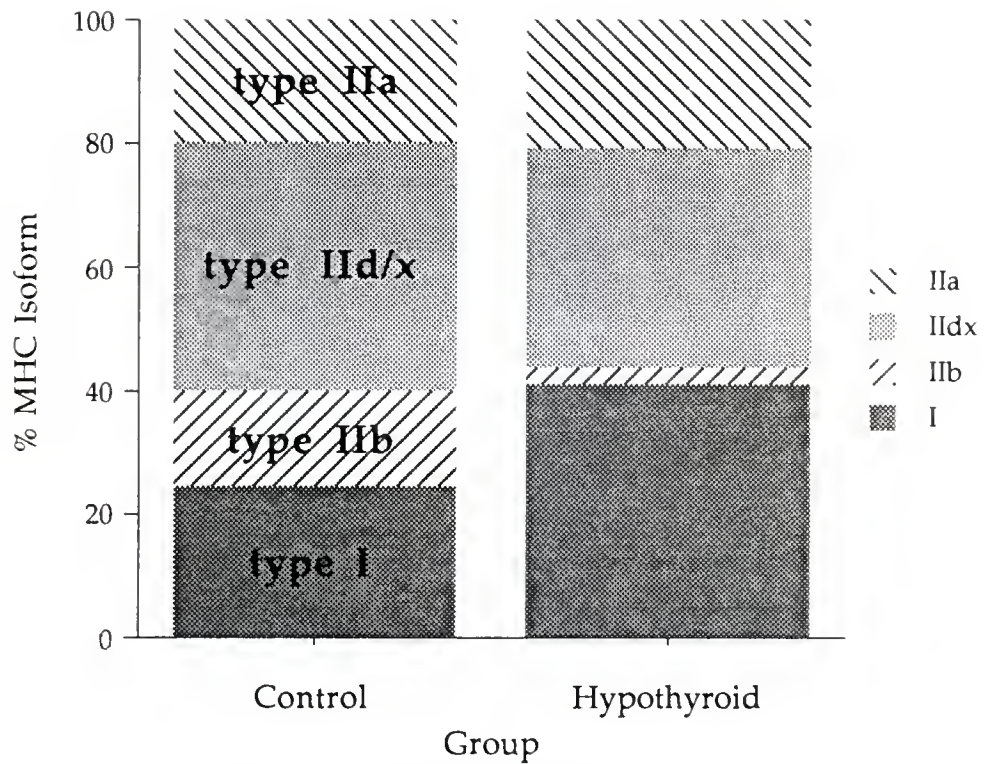 100
80
60
40
20
0
% MHC Isoform
type IIa
type IId/x
type IIb
type I
IIa
IIdx
IIb
I
Control
Hypothyroid
Group